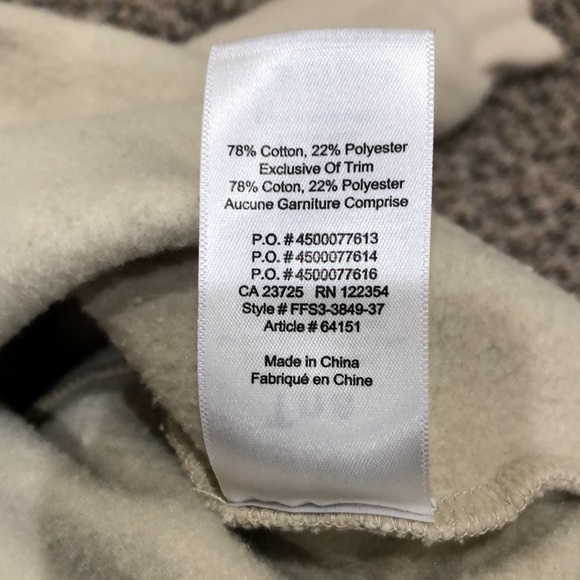 78% Cotton, 22% Polyester
Exclusive Of Trim
78% Coton, 22% Polyester
Aucune Garniture Comprise
P.O. # 4500077613
P.O. # 4500077614
P.O. # 4500077616
CA 23725 RN 122354
Style # FFS3-3849-37
Article # 64151
Made in China
Fabriqué en Chine